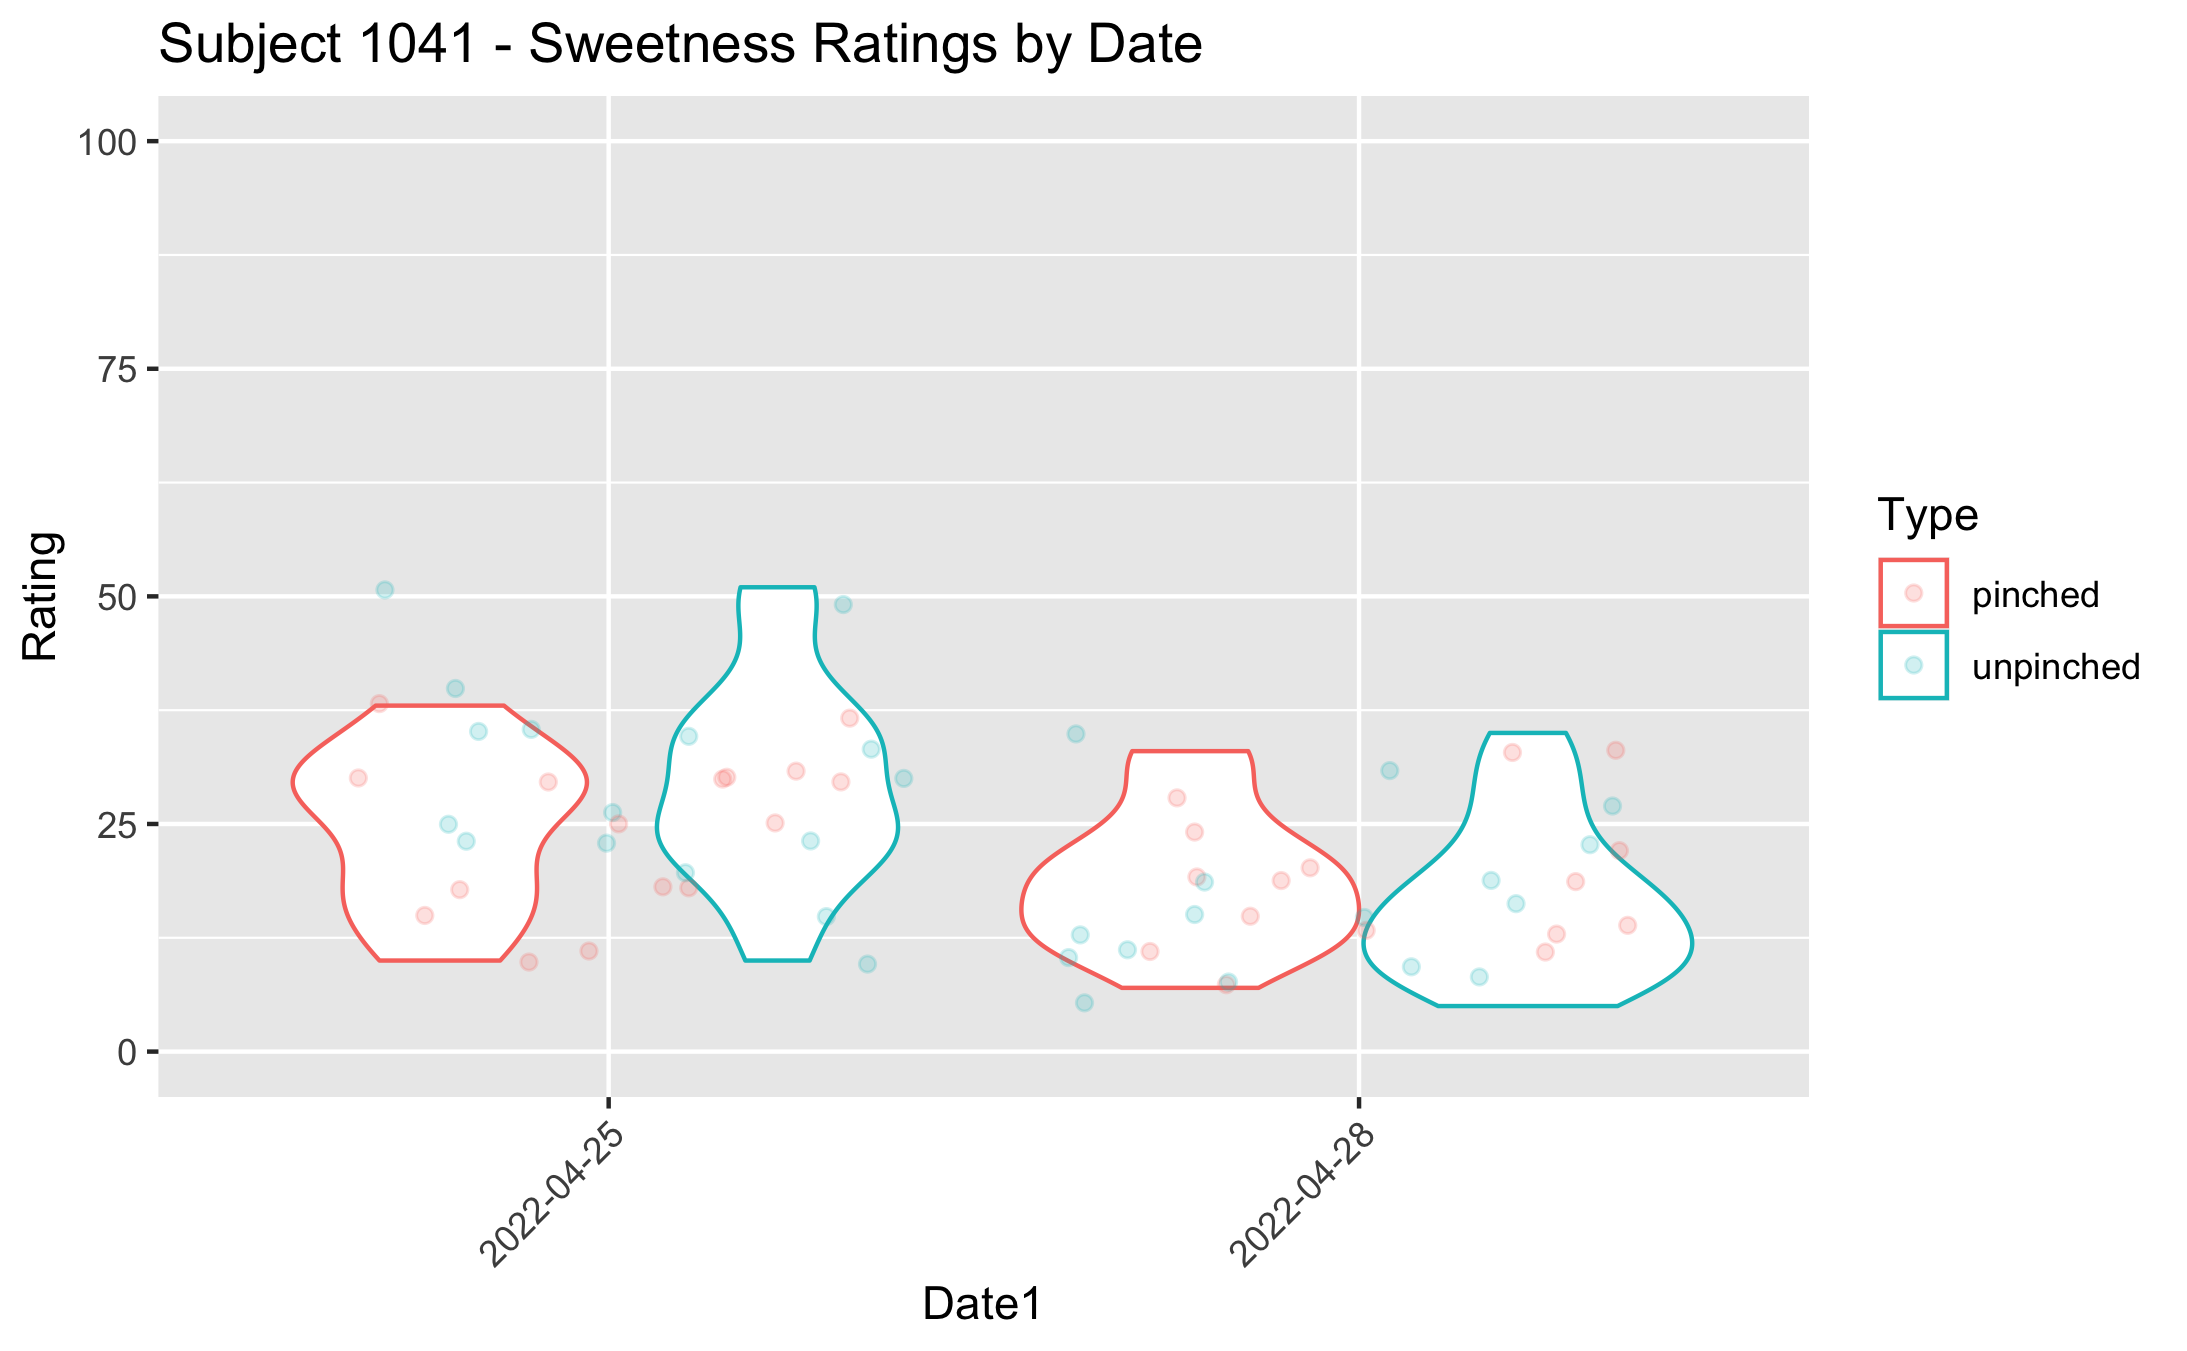 Subject 1041 - Sweetness Ratings by Date
100
75
50
25
0
Rating
2022-04-25
2022-04-28
Date1
Type
pinched
unpinched